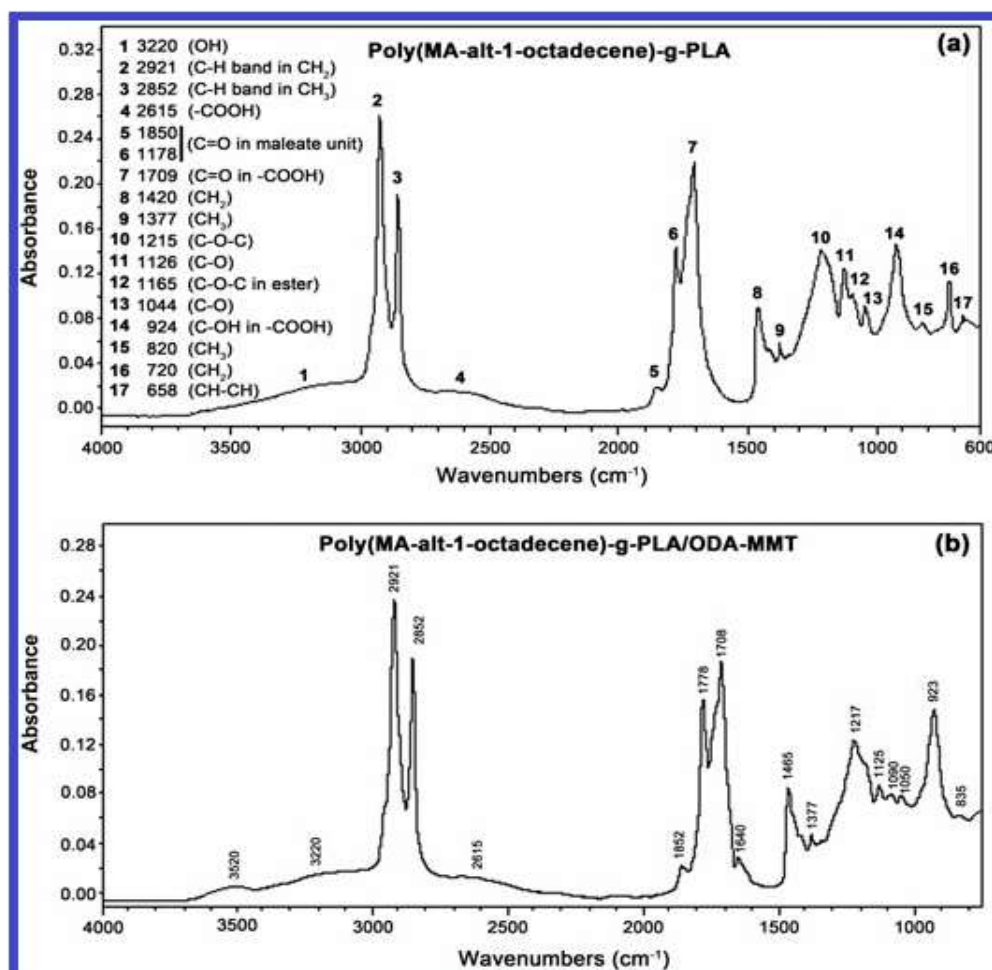 Poly(MA-alt-1-octadecene)-g-PLA
(a)
1 3220 (OH)
2 2921 (C-H band in CH₂)
3 2852 (C-H band in CH₃)
4 2615 (-COOH)
5 1850
6 1178
(C=O in maleate unit)
7 1709 (C=O in -COOH)
8 1420 (CH₂)
9 1377 (CH₃)
10 1215 (C-O-C)
11 1126 (C-O)
12 1165 (C-O-C in ester)
13 1044 (C-O)
14 924 (C-OH in -COOH)
15 820 (CH₃)
16 720 (CH₂)
17 658 (CH-CH)
Absorbance
0.32
0.28
0.24
0.20
0.16
0.12
0.08
0.04
0.00
1 2 3 4 5 6 7 8 9 10 11 12 13 14 15 16 17
4000 3500 3000 2500 2000 1500 1000 600
Wavenumbers (cm⁻¹)
Poly(MA-alt-1-octadecene)-g-PLA/ODA-MMT
(b)
Absorbance
0.28
0.24
0.20
0.16
0.12
0.08
0.04
0.00
3520 3220 2921 2852 2615 1852 1778 1708 1640 1465 1377 1217 1125 1090 1050 923 835
4000 3500 3000 2500 2000 1500 1000
Wavenumbers (cm⁻¹)